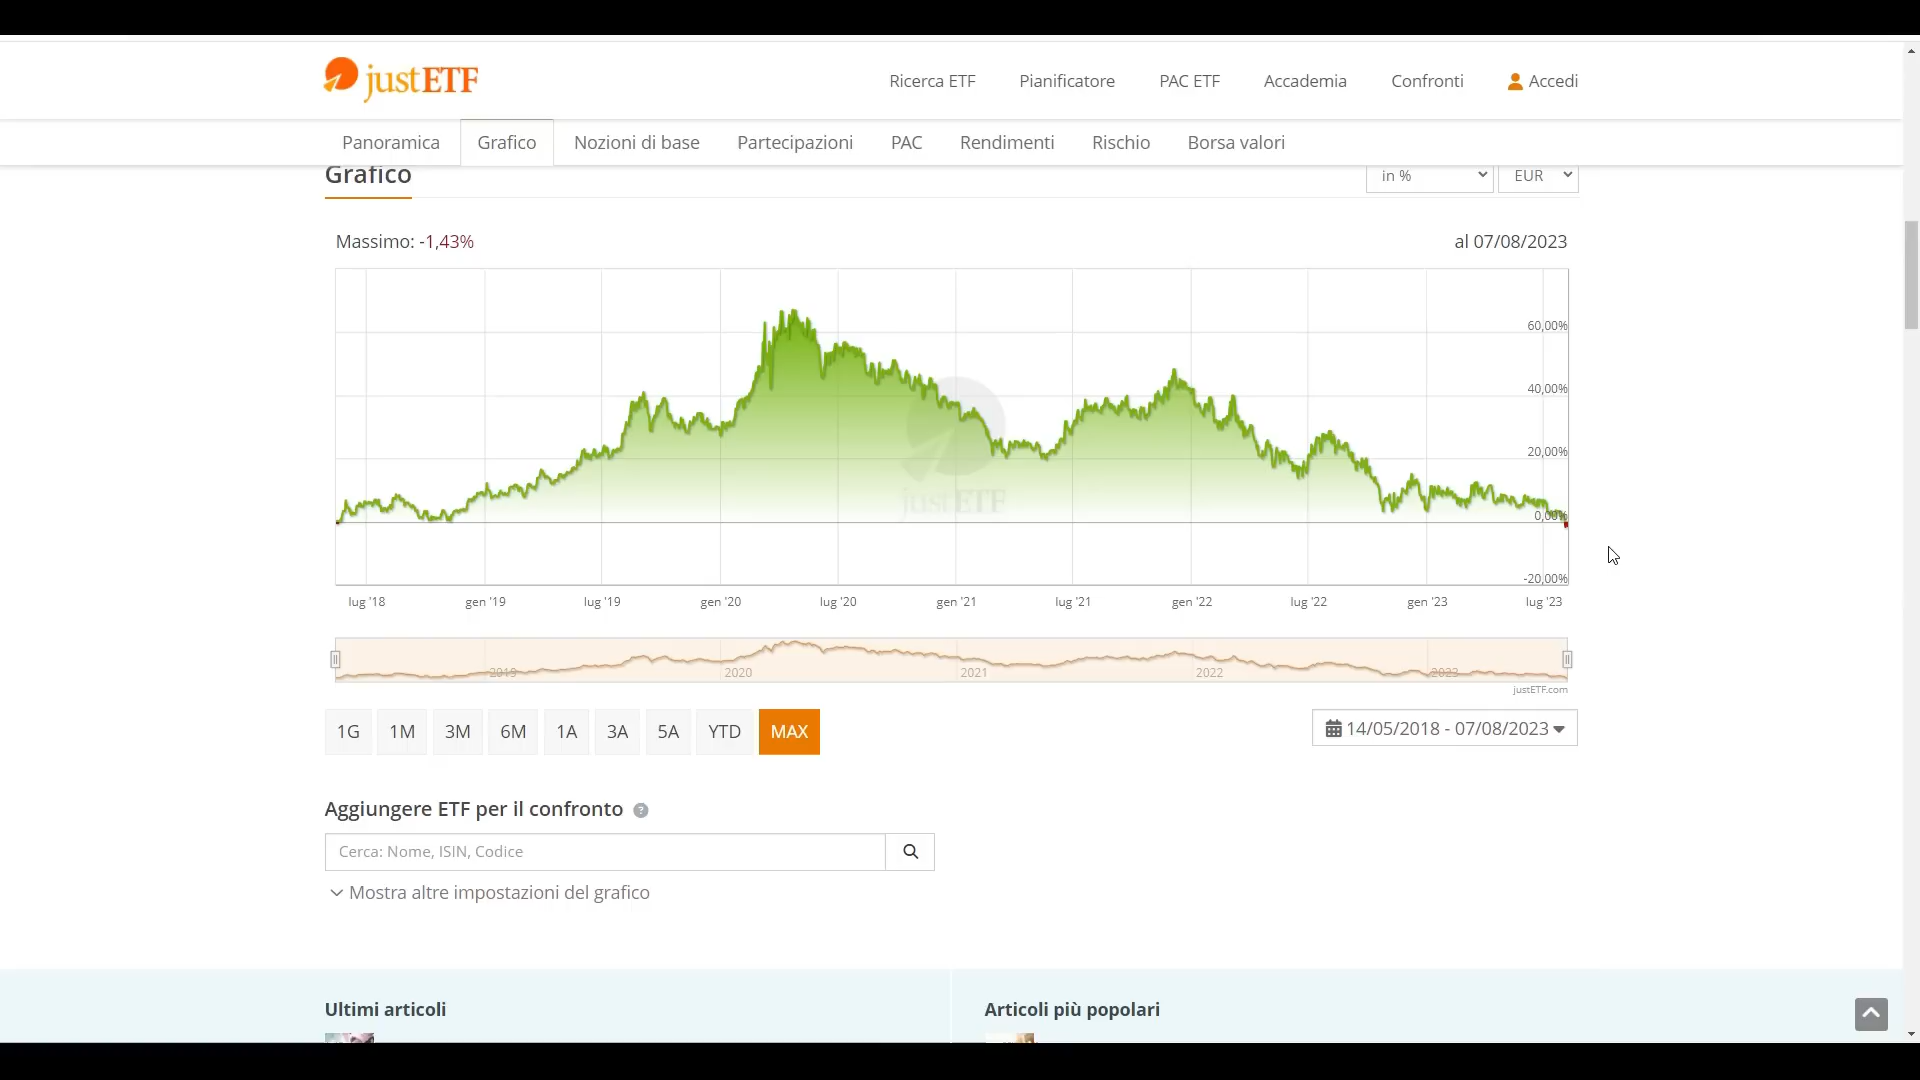 justETF
Ricerca ETF Pianificatore PAC ETF Accademia Confronti Accedi
Panoramica Grafico Nozioni di base Partecipazioni PAC Rendimenti Rischio Borsa valori
Grafico in % EUR
Massimo: -1,43% al 07/08/2023
60,00%
40,00%
20,00%
justETF
0,00%
-20,00%
lug '18 gen '19 lug '19 gen '20 lug '20 gen '21 lug '21 gen '22 lug '22 gen '23 lug '23
2019 2020 2021 2022 2023
justETF.com
1G 1M 3M 6M 1A 3A 5A YTD MAX 14/05/2018 - 07/08/2023
Aggiungere ETF per il confronto ?
Cerca: Nome, ISIN, Codice
Mostra altre impostazioni del grafico
Ultimi articoli Articoli più popolari